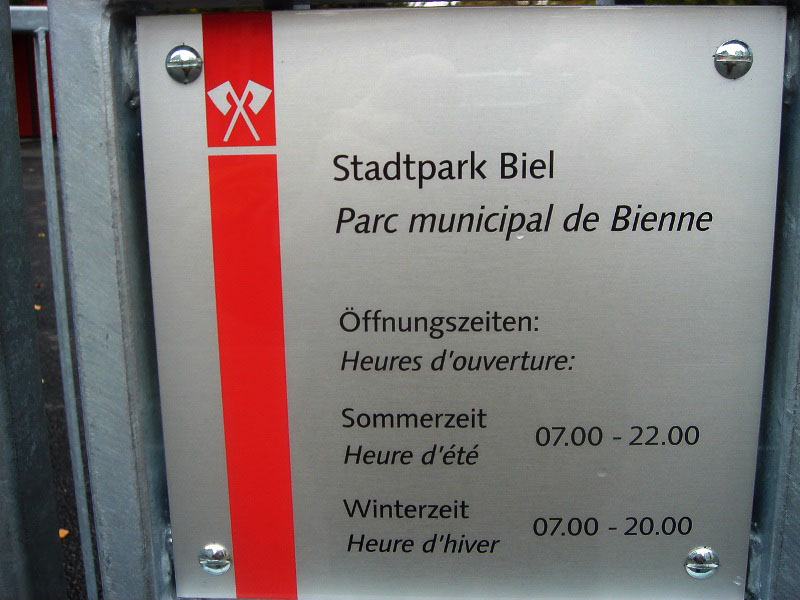 Stadtpark Biel
Parc municipal de Bienne
Öffnungszeiten:
Heures d'ouverture:
Sommerzeit
Heure d'été
07.00 - 22.00
Winterzeit
Heure d'hiver
07.00 - 20.00